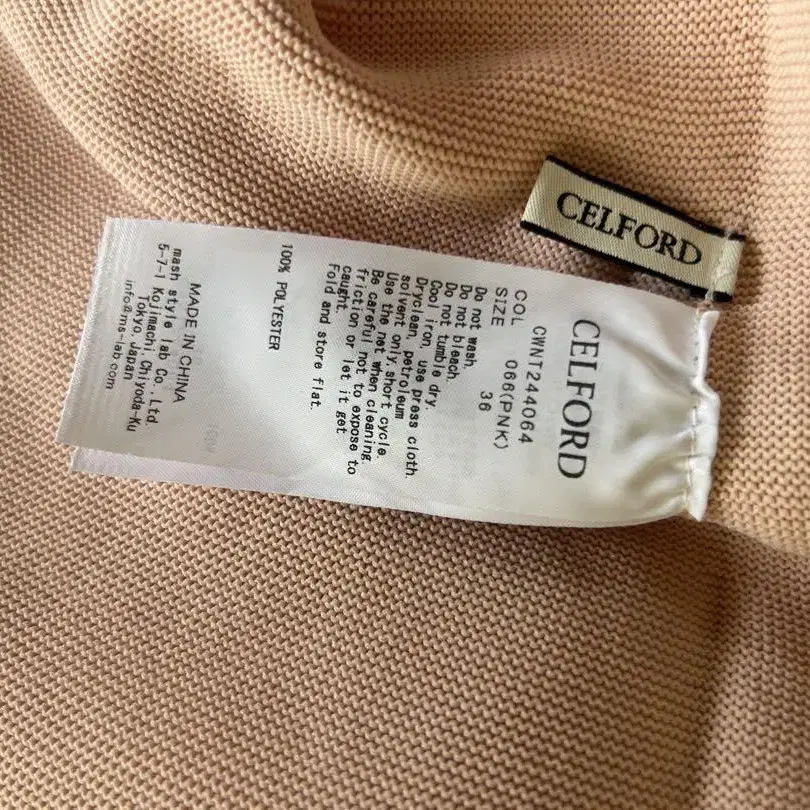 CELFORD
CELFORD
CWNT244064
COL 066(PNK)
SIZE 36
Do not wash.
Do not bleach.
Do not tumble dry.
Cool iron, use press cloth.
Dryclean, petroleum
solvent only, short cycle.
Use the net when cleaning.
Be careful not to expose to
friction or let it get
caught.
Fold and store flat.
100% POLYESTER
MADE IN CHINA
mash style lab Co., Ltd.
5-7-1 Kojimachi, Chiyoda-Ku
Tokyo, Japan
info@ms-lab.com